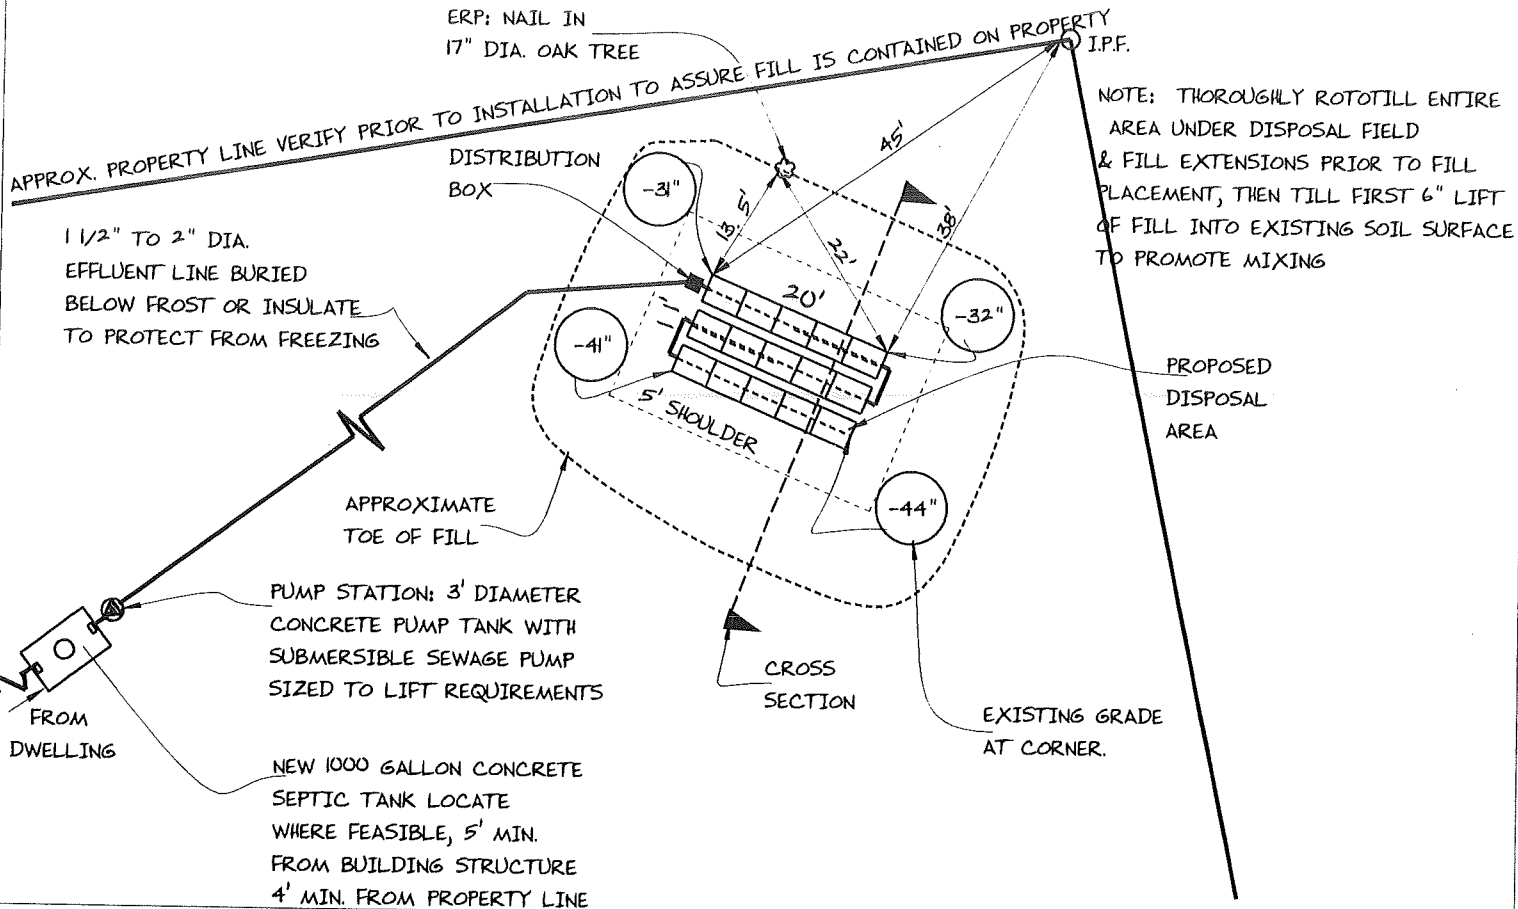 ERP: NAIL IN
17" DIA. OAK TREE
APPROX. PROPERTY LINE VERIFY PRIOR TO INSTALLATION TO ASSURE FILL IS CONTAINED ON PROPERTY
I.P.F.
NOTE: THOROUGHLY ROTOTILL ENTIRE
AREA UNDER DISPOSAL FIELD
& FILL EXTENSIONS PRIOR TO FILL
PLACEMENT, THEN TILL FIRST 6" LIFT
OF FILL INTO EXISTING SOIL SURFACE
TO PROMOTE MIXING
DISTRIBUTION
BOX
-31"
45'
13.5'
22'
38'
1 1/2" TO 2" DIA.
EFFLUENT LINE BURIED
BELOW FROST OR INSULATE
TO PROTECT FROM FREEZING
20'
-32"
-41"
5' SHOULDER
PROPOSED
DISPOSAL
AREA
-44"
APPROXIMATE
TOE OF FILL
PUMP STATION: 3' DIAMETER
CONCRETE PUMP TANK WITH
SUBMERSIBLE SEWAGE PUMP
SIZED TO LIFT REQUIREMENTS
CROSS
SECTION
EXISTING GRADE
AT CORNER.
FROM
DWELLING
NEW 1000 GALLON CONCRETE
SEPTIC TANK LOCATE
WHERE FEASIBLE, 5' MIN.
FROM BUILDING STRUCTURE
4' MIN. FROM PROPERTY LINE